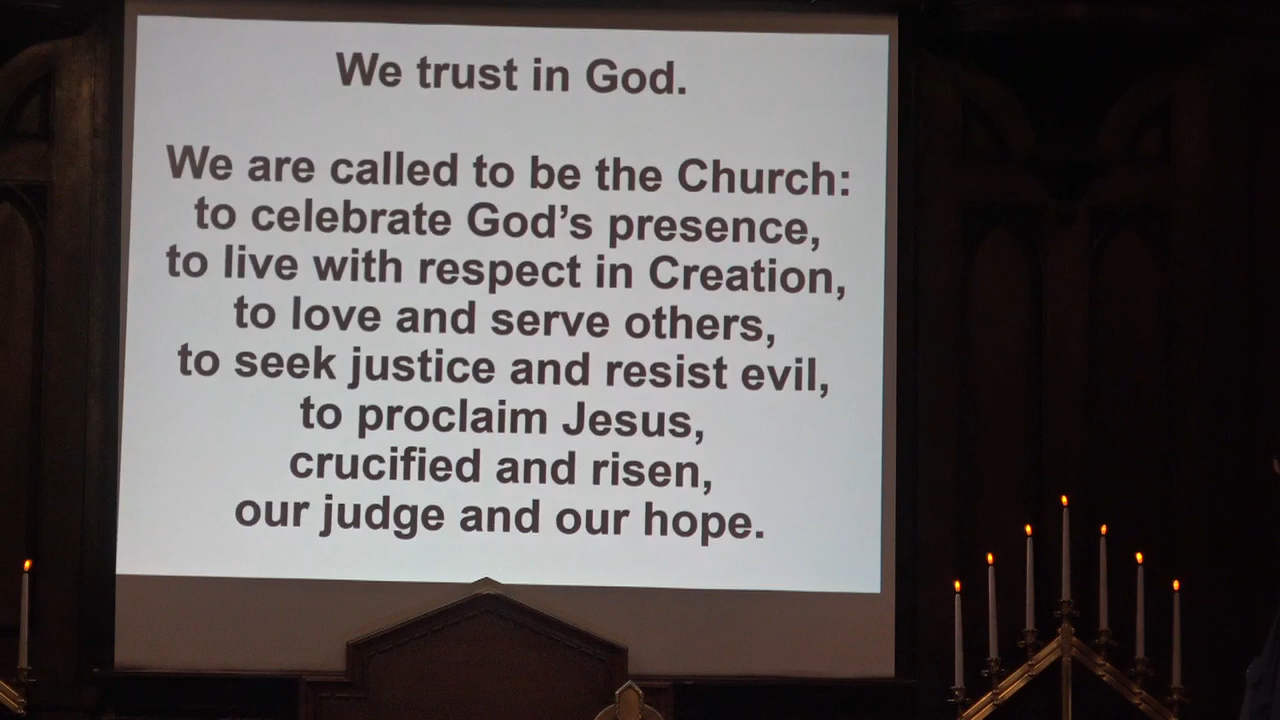 We trust in God.
We are called to be the Church:
to celebrate God’s presence,
to live with respect in Creation,
to love and serve others,
to seek justice and resist evil,
to proclaim Jesus,
crucified and risen,
our judge and our hope.